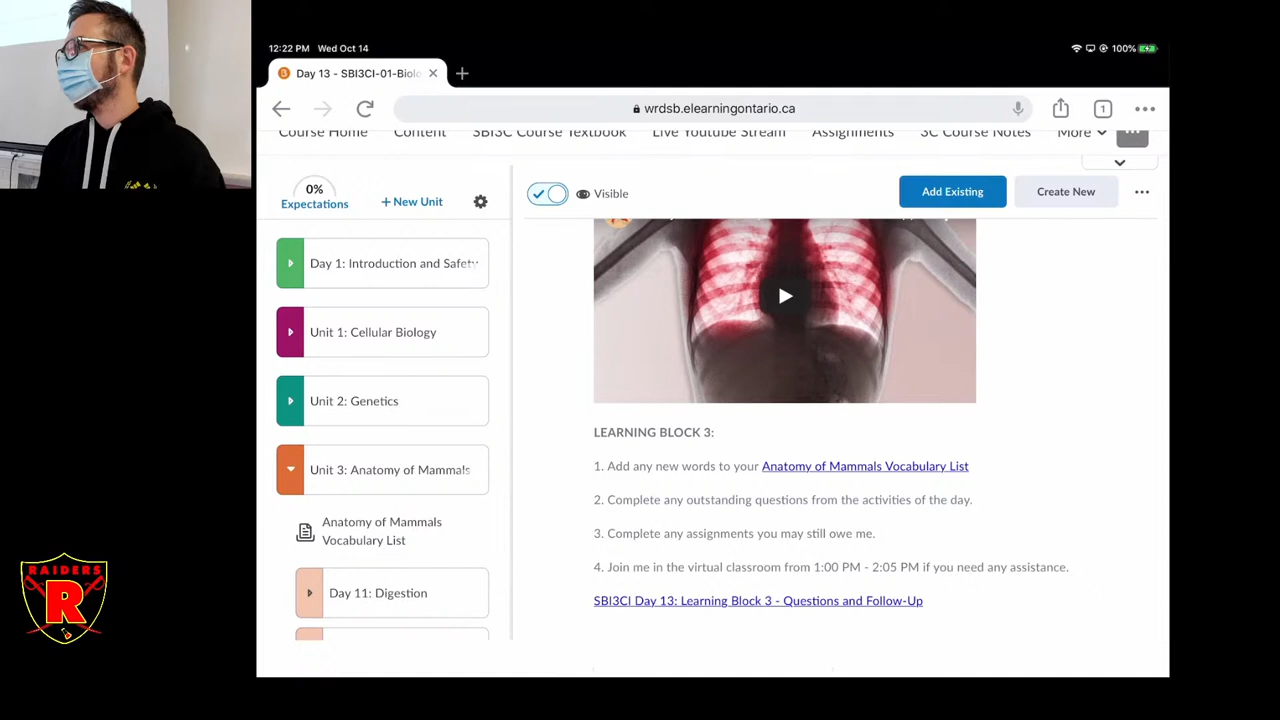 12:22 PM Wed Oct 14
100%
Day 13 - SBI3CI-01-Biolo
wrdsb.elearningontario.ca
1
Course Home Content SBI3C Course Textbook Live Youtube Stream Assignments 3C Course Notes More
0%
Expectations
+ New Unit
Visible
Add Existing
Create New
Day 1: Introduction and Safety
Unit 1: Cellular Biology
Unit 2: Genetics
Unit 3: Anatomy of Mammals
Anatomy of Mammals
Vocabulary List
Day 11: Digestion
LEARNING BLOCK 3:
1. Add any new words to your Anatomy of Mammals Vocabulary List
2. Complete any outstanding questions from the activities of the day.
3. Complete any assignments you may still owe me.
4. Join me in the virtual classroom from 1:00 PM - 2:05 PM if you need any assistance.
SBI3CI Day 13: Learning Block 3 - Questions and Follow-Up
RAIDERS
R